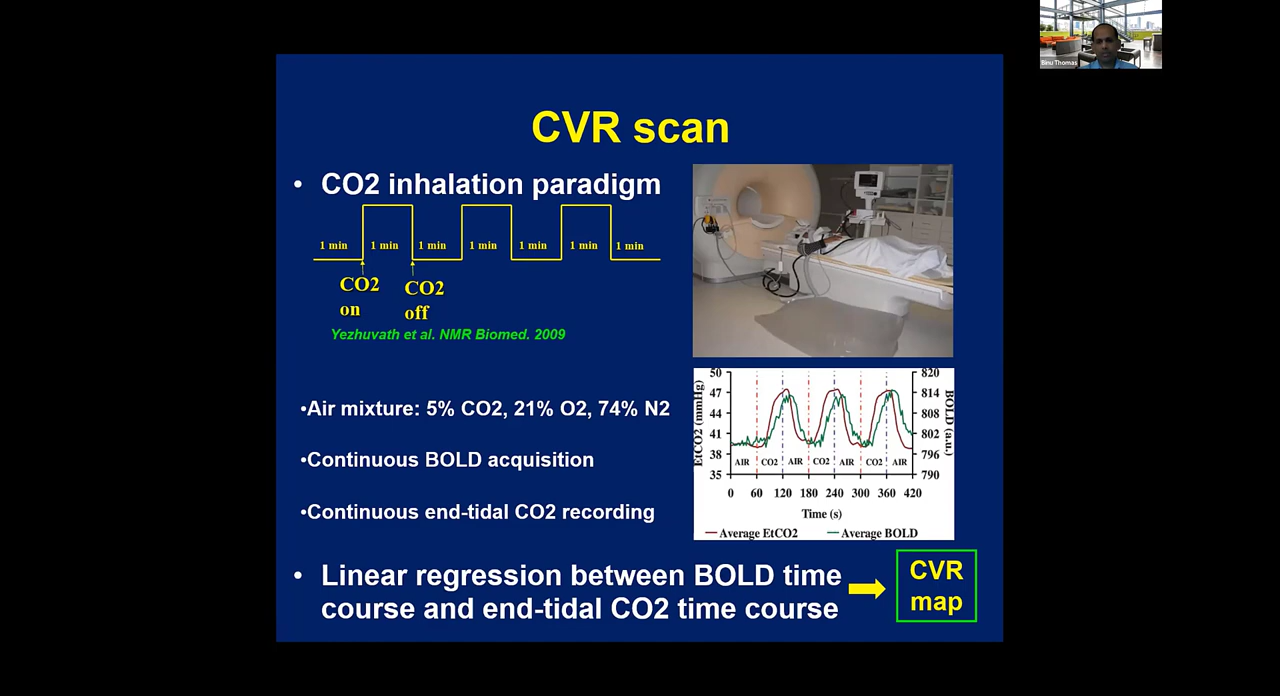 Binu Thomas
CVR scan
• CO2 inhalation paradigm
1 min 1 min 1 min 1 min 1 min 1 min 1 min
CO2 on
CO2 off
Yezhuvath et al. NMR Biomed. 2009
•Air mixture: 5% CO2, 21% O2, 74% N2
•Continuous BOLD acquisition
•Continuous end-tidal CO2 recording
EtCO2 (mmHg)
50
47
44
41
38
35
820
814
808
802
796
790
BOLD (a.u.)
AIR CO2 AIR CO2 AIR CO2 AIR
0 60 120 180 240 300 360 420
Time (s)
Average EtCO2 Average BOLD
• Linear regression between BOLD time
course and end-tidal CO2 time course
CVR
map